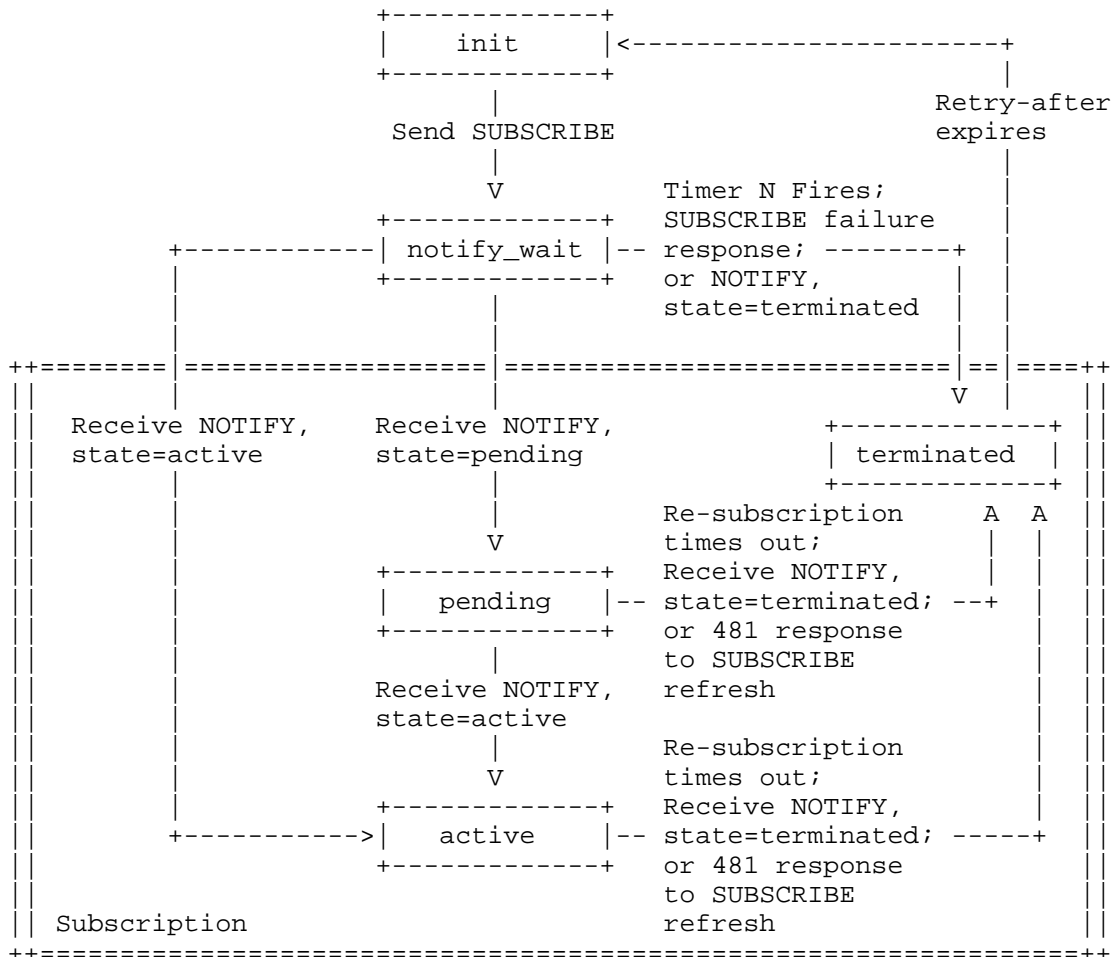 init
Retry-after
Send SUBSCRIBE expires
Timer N Fires;
SUBSCRIBE failure
notify_wait response;
or NOTIFY,
state=terminated
Receive NOTIFY, Receive NOTIFY,
state=active state=pending terminated
Re-subscription
times out;
Receive NOTIFY,
pending state=terminated;
or 481 response
to SUBSCRIBE
Receive NOTIFY, refresh
state=active
Re-subscription
times out;
Receive NOTIFY,
active state=terminated;
or 481 response
to SUBSCRIBE
Subscription refresh